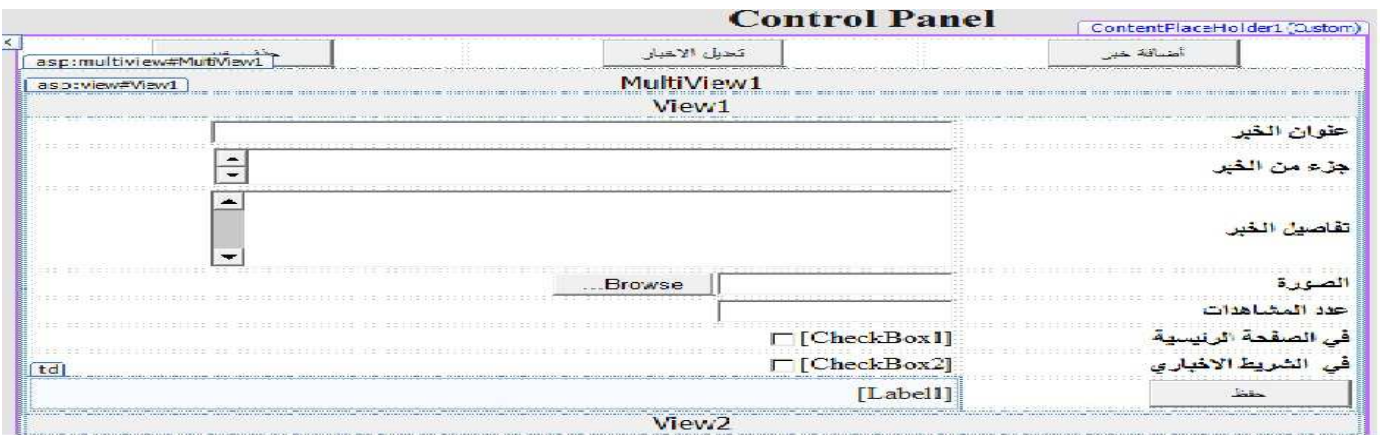 Control Panel
ContentPlaceHolder1 (Custom)
<
أضافة خبر تعديل الاخبار
asp:multiview#MultiView1
MultiView1
asp:view#View1
View1
عنوان الخبر
جزء من الخبر
تفاصيل الخبر
الصورة Browse...
عدد المشاهدات
في الصفحة الرئيسية [CheckBox1]
في الشريط الاخباري [CheckBox2]
td
حفظ [Label1]
View2